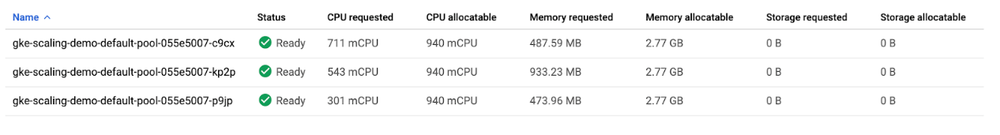 Name Status CPU requested CPU allocatable Memory requested Memory allocatable Storage requested Storage allocatable
gke-scaling-demo-default-pool-055e5007-c9cx Ready 711 mCPU 940 mCPU 487.59 MB 2.77 GB 0 B 0 B
gke-scaling-demo-default-pool-055e5007-kp2p Ready 543 mCPU 940 mCPU 933.23 MB 2.77 GB 0 B 0 B
gke-scaling-demo-default-pool-055e5007-p9jp Ready 301 mCPU 940 mCPU 473.96 MB 2.77 GB 0 B 0 B